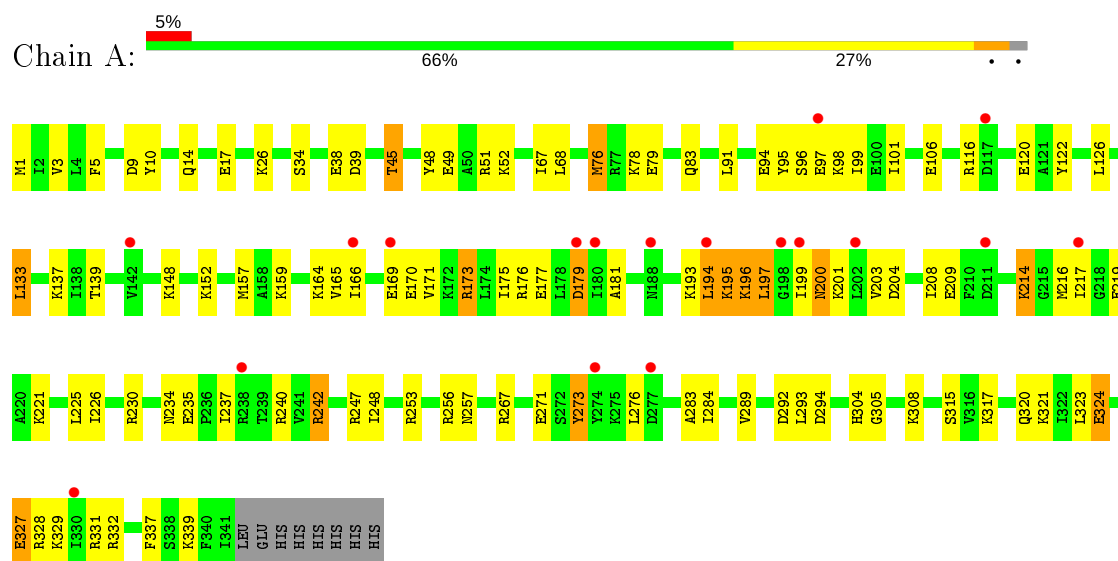 5%
Chain A:
66% 27% • •
M1 I2 V3 L4 F5 D9 Y10 Q14 E17 K26 S34 E38 D39 T45 Y48 E49 A50 R51 K52 I67 L68 M76 R77 K78 E79 Q83 L91 E94 Y95 S96 E97 K98 I99 E100 I101 E106 R116 D117 E120 A121 Y122 L126
L133 K137 I138 T139 V142 K148 K152 M157 A158 K159 K164 V165 I166 E169 E170 V171 K172 R173 L174 I175 R176 E177 L178 D179 I180 A181 N188 K193 L194 K195 K196 L197 G198 I199 N200 K201 L202 V203 D204 I208 E209 F210 D211 K214 G215 M216 I217 G218
A220 K221 L225 I226 R230 N234 E235 P236 I237 R238 T239 R240 V241 R242 R247 I248 R253 R256 N257 R267 E271 S272 Y273 Y274 K275 L276 D277 A283 I284 V289 D292 L293 D294 H304 G305 K308 S315 V316 K317 Q320 K321 I322 L323 E324
E327 R328 K329 I330 R331 R332 F337 S338 K339 F340 I341 LEU GLU HIS HIS HIS HIS HIS HIS